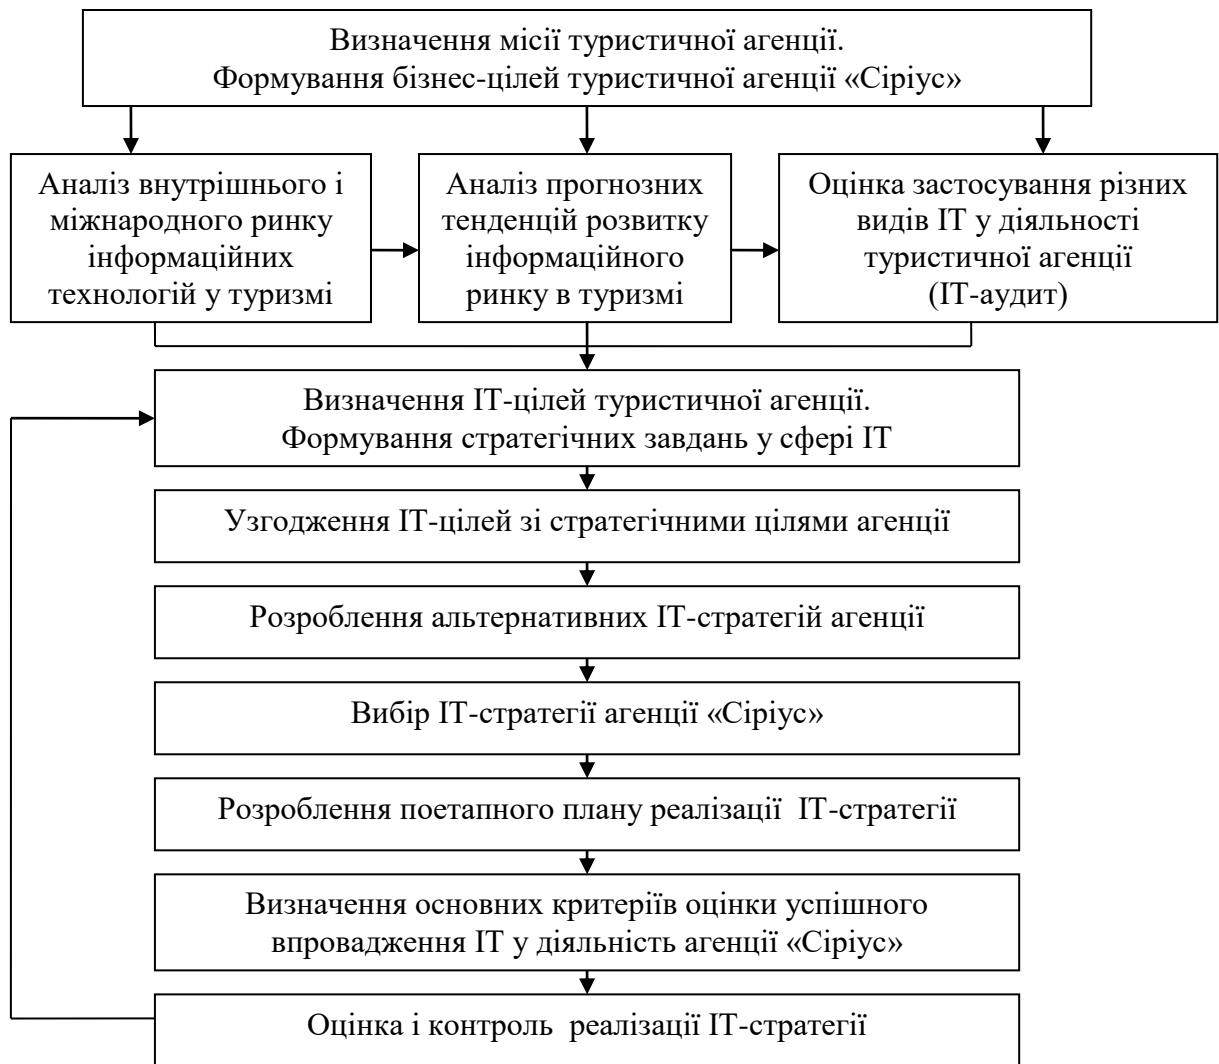 Визначення місії туристичної агенції.
Формування бізнес-цілей туристичної агенції «Сіріус»
Аналіз внутрішнього і
міжнародного ринку
інформаційних
технологій у туризмі
Аналіз прогнозних
тенденцій розвитку
інформаційного
ринку в туризмі
Оцінка застосування різних
видів ІТ у діяльності
туристичної агенції
(ІТ-аудит)
Визначення ІТ-цілей туристичної агенції.
Формування стратегічних завдань у сфері ІТ
Узгодження ІТ-цілей зі стратегічними цілями агенції
Розроблення альтернативних ІТ-стратегій агенції
Вибір ІТ-стратегії агенції «Сіріус»
Розроблення поетапного плану реалізації ІТ-стратегії
Визначення основних критеріїв оцінки успішного
впровадження ІТ у діяльність агенції «Сіріус»
Оцінка і контроль реалізації ІТ-стратегії